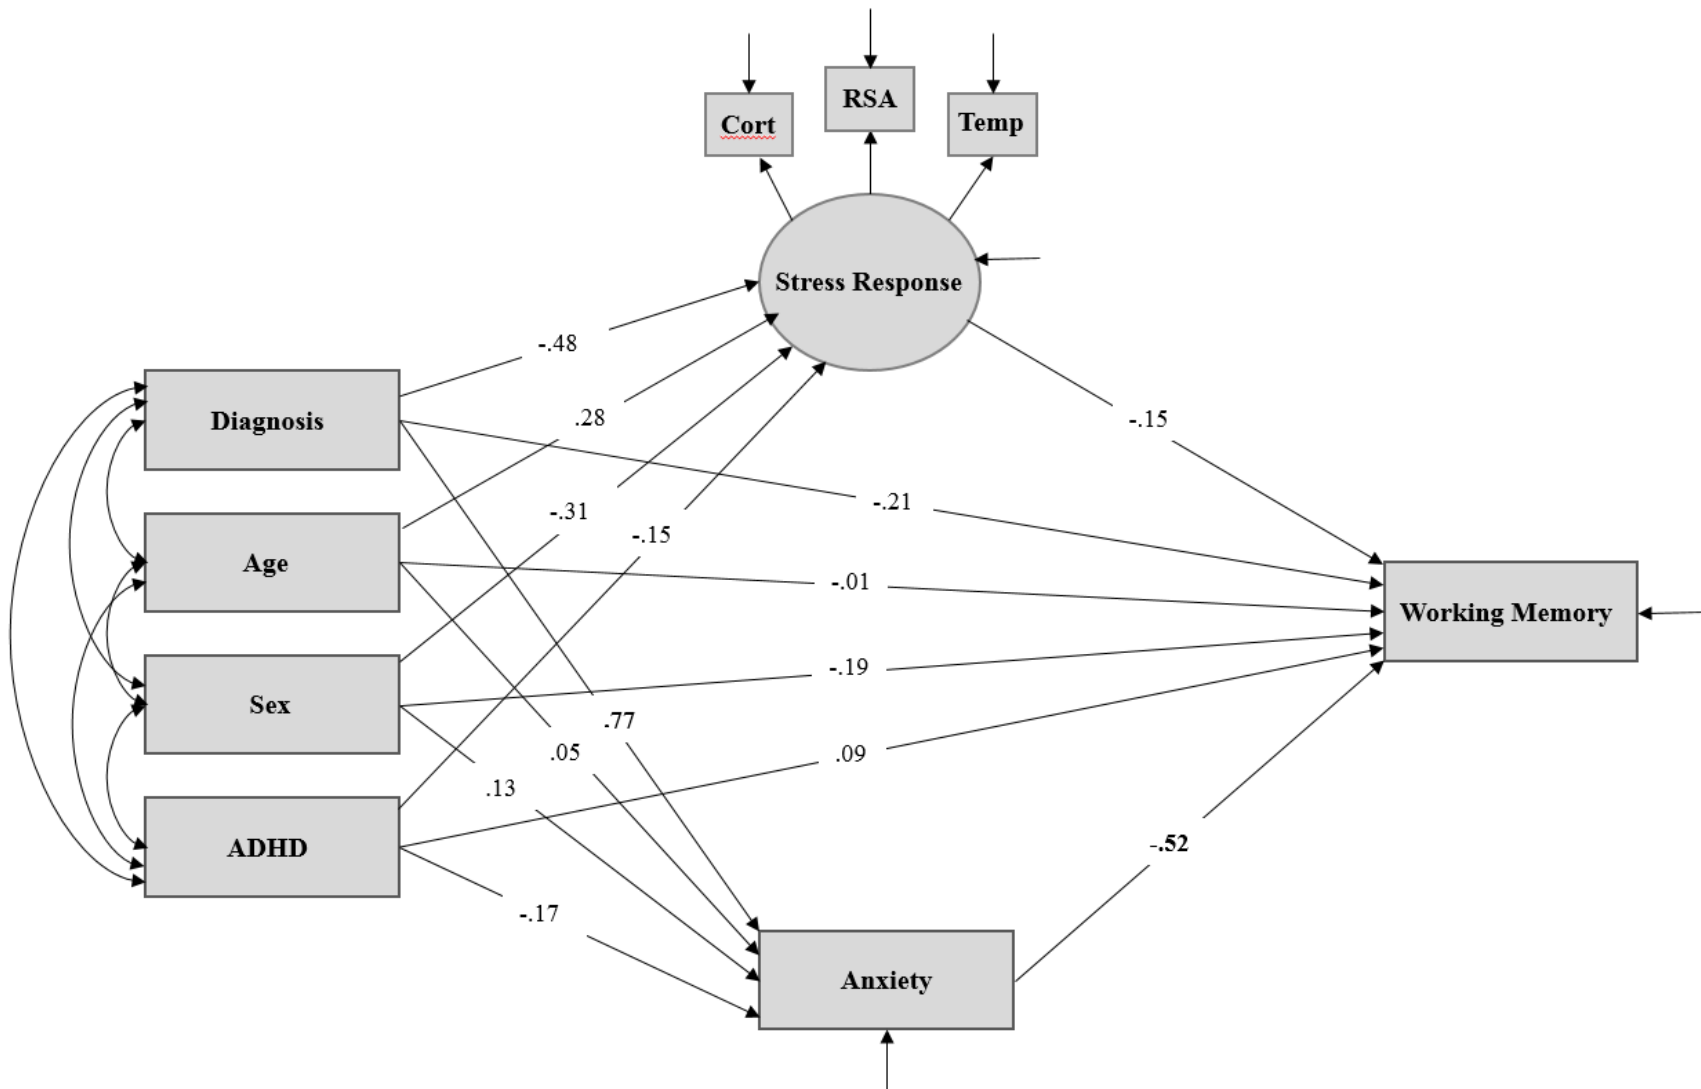 RSA
Cort
Temp
Stress Response
-.48
Diagnosis
.28
-.15
-.21
-.31
-.15
Age
-.01
Working Memory
-.19
Sex
.77
.05
.09
.13
ADHD
-.52
-.17
Anxiety